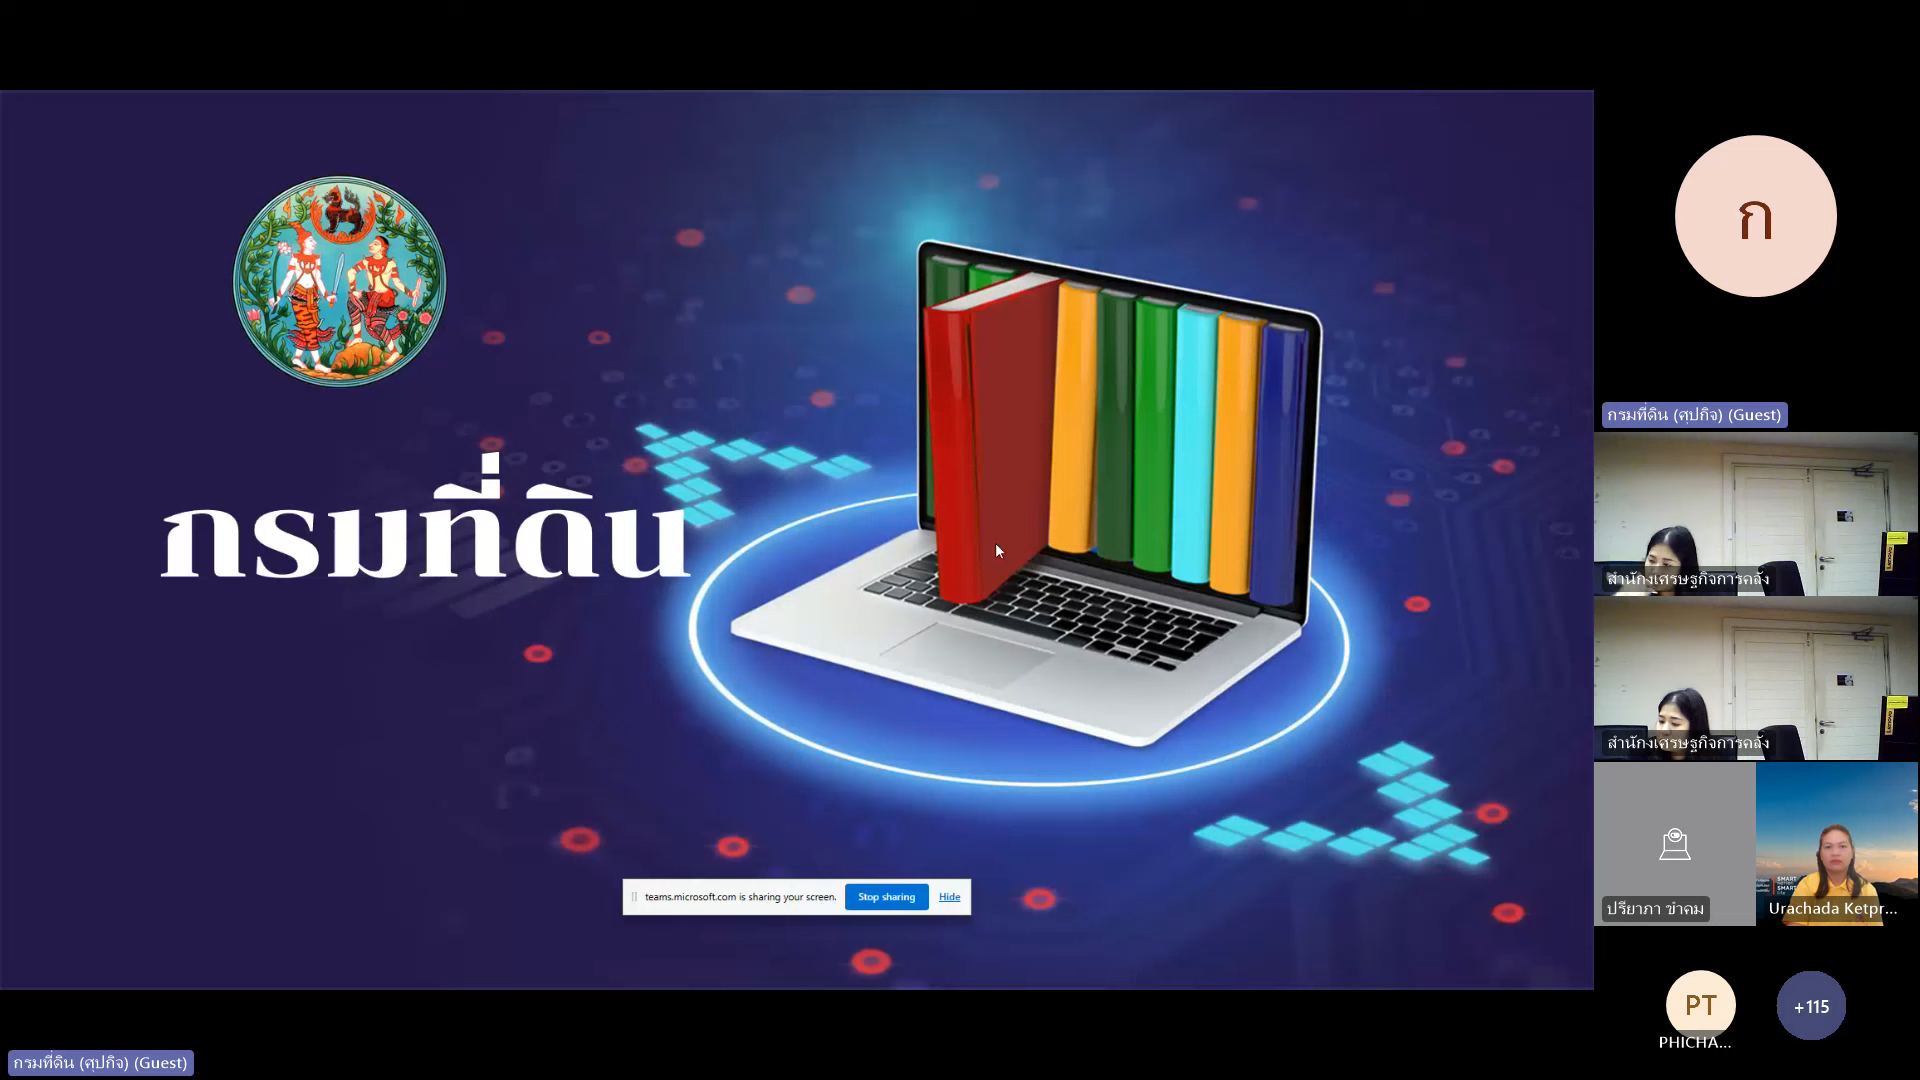 กรมที่ดิน
teams.microsoft.com is sharing your screen.
Stop sharing
Hide
กรมที่ดิน (ศุปกิจ) (Guest)
ก
กรมที่ดิน (ศุปกิจ) (Guest)
สำนักงเศรษฐกิจการคลัง
สำนักงเศรษฐกิจการคลัง
ปรียาภา ขำคม
Urachada Ketpr...
PT
PHICHA...
+115